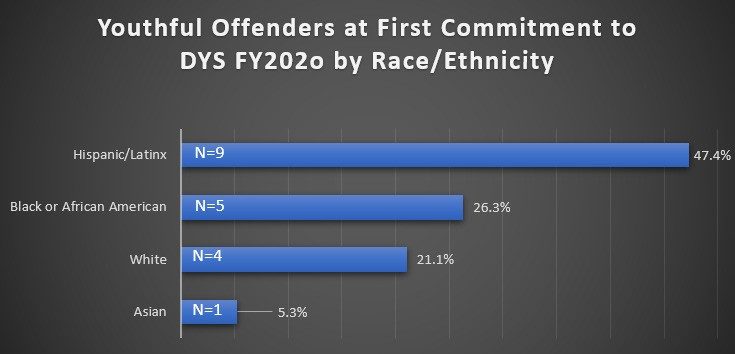 Youthful Offenders at First Commitment to
DYS FY202o by Race/Ethnicity
Hispanic/Latinx N=9 47.4%
Black or African American N=5 26.3%
White N=4 21.1%
Asian N=1 5.3%